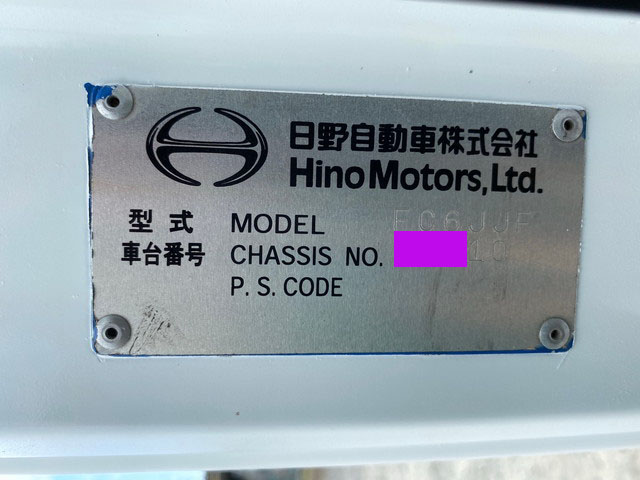 日野自動車株式会社
Hino Motors, Ltd.
型式 MODEL FC6JJF
車台番号 CHASSIS NO.
P. S. CODE